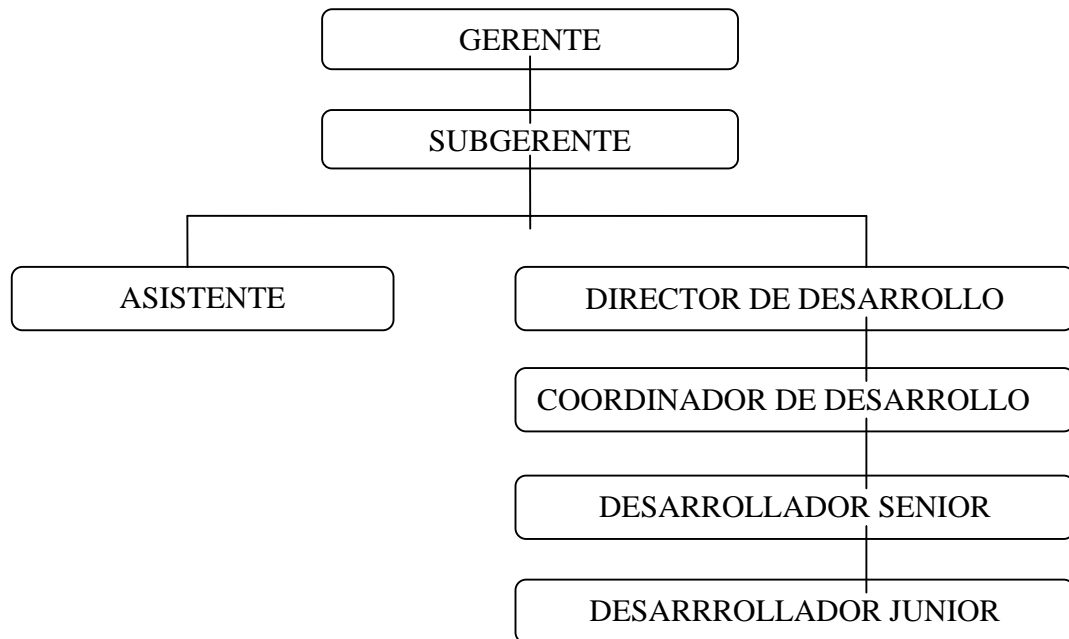 GERENTE
SUBGERENTE
ASISTENTE
DIRECTOR DE DESARROLLO
COORDINADOR DE DESARROLLO
DESARROLLADOR SENIOR
DESARRROLLADOR JUNIOR